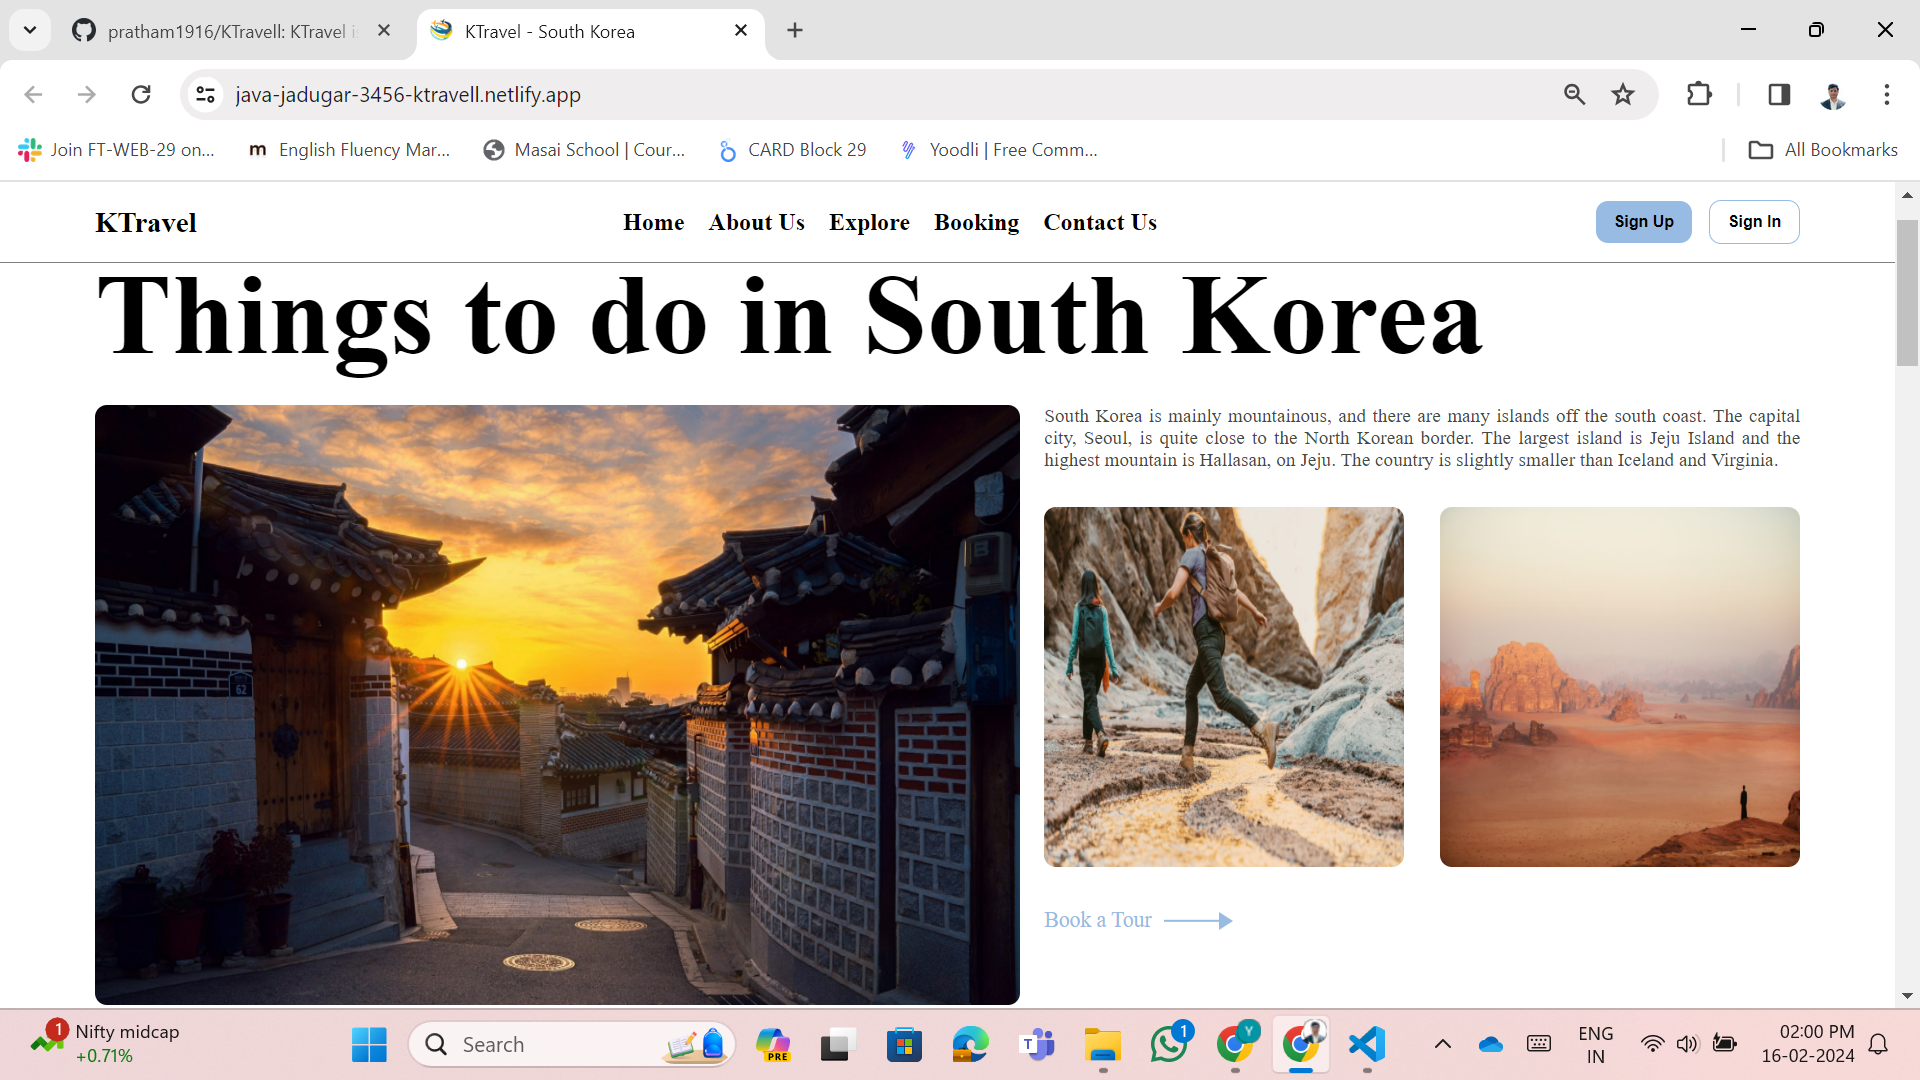 pratham1916/KTravell: KTravel is
KTravel - South Korea
java-jadugar-3456-ktravell.netlify.app
Join FT-WEB-29 on...
m English Fluency Mar...
Masai School | Cour...
CARD Block 29
Yoodli | Free Comm...
All Bookmarks
KTravel
Home
About Us
Explore
Booking
Contact Us
Sign Up
Sign In
Things to do in South Korea
South Korea is mainly mountainous, and there are many islands off the south coast. The capital
city, Seoul, is quite close to the North Korean border. The largest island is Jeju Island and the
highest mountain is Hallasan, on Jeju. The country is slightly smaller than Iceland and Virginia.
62
Book a Tour
1
Nifty midcap
+0.71%
Search
PRE
T
1
Y
ENG
IN
02:00 PM
16-02-2024